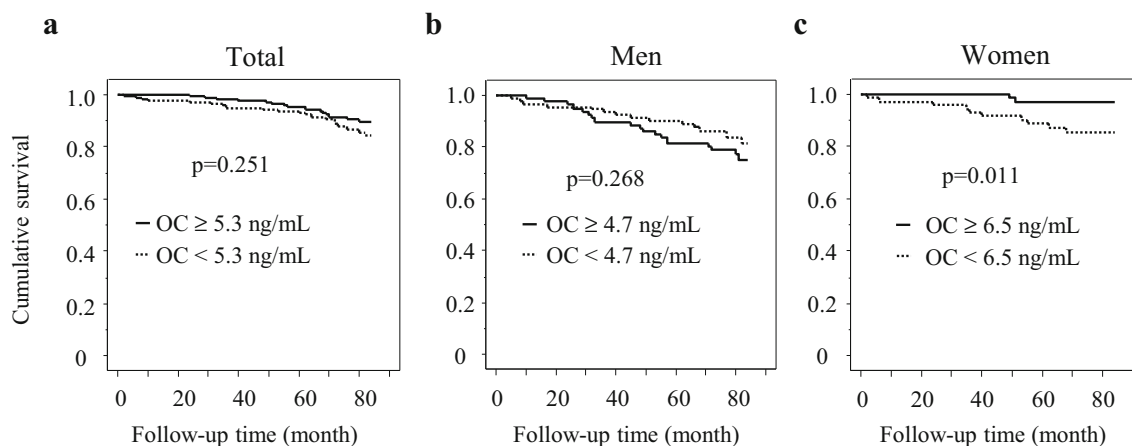 a
Total
Cumulative survival
1.0
0.8
0.6
0.4
0.2
0
p=0.251
OC ≥ 5.3 ng/mL
OC < 5.3 ng/mL
0 20 40 60 80
Follow-up time (month)
b
Men
1.0
0.8
0.6
0.4
0.2
0
p=0.268
OC ≥ 4.7 ng/mL
OC < 4.7 ng/mL
0 20 40 60 80
Follow-up time (month)
c
Women
1.0
0.8
0.6
0.4
0.2
0
p=0.011
OC ≥ 6.5 ng/mL
OC < 6.5 ng/mL
0 20 40 60 80
Follow-up time (month)